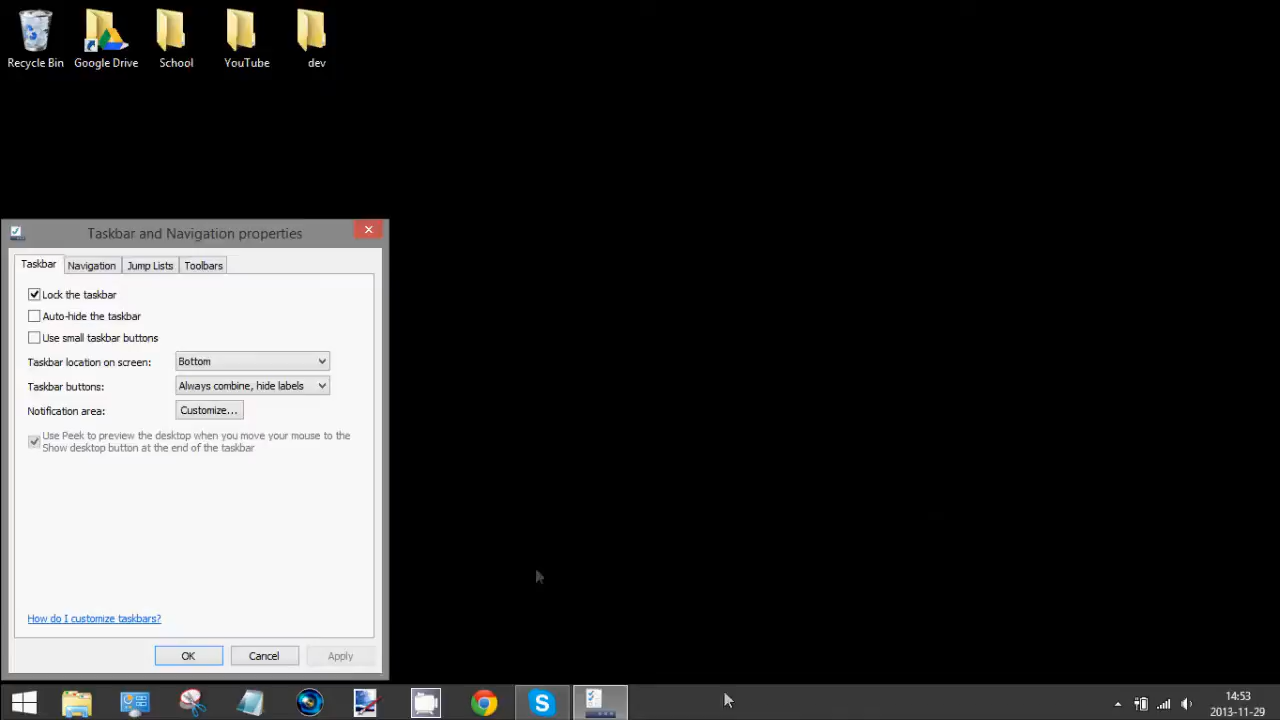 Recycle Bin
Google Drive
School
YouTube
dev
Taskbar and Navigation properties
Taskbar
Navigation
Jump Lists
Toolbars
Lock the taskbar
Auto-hide the taskbar
Use small taskbar buttons
Taskbar location on screen:
Bottom
Taskbar buttons:
Always combine, hide labels
Notification area:
Customize...
Use Peek to preview the desktop when you move your mouse to the
Show desktop button at the end of the taskbar
How do I customize taskbars?
OK
Cancel
Apply
14:53
2013-11-29